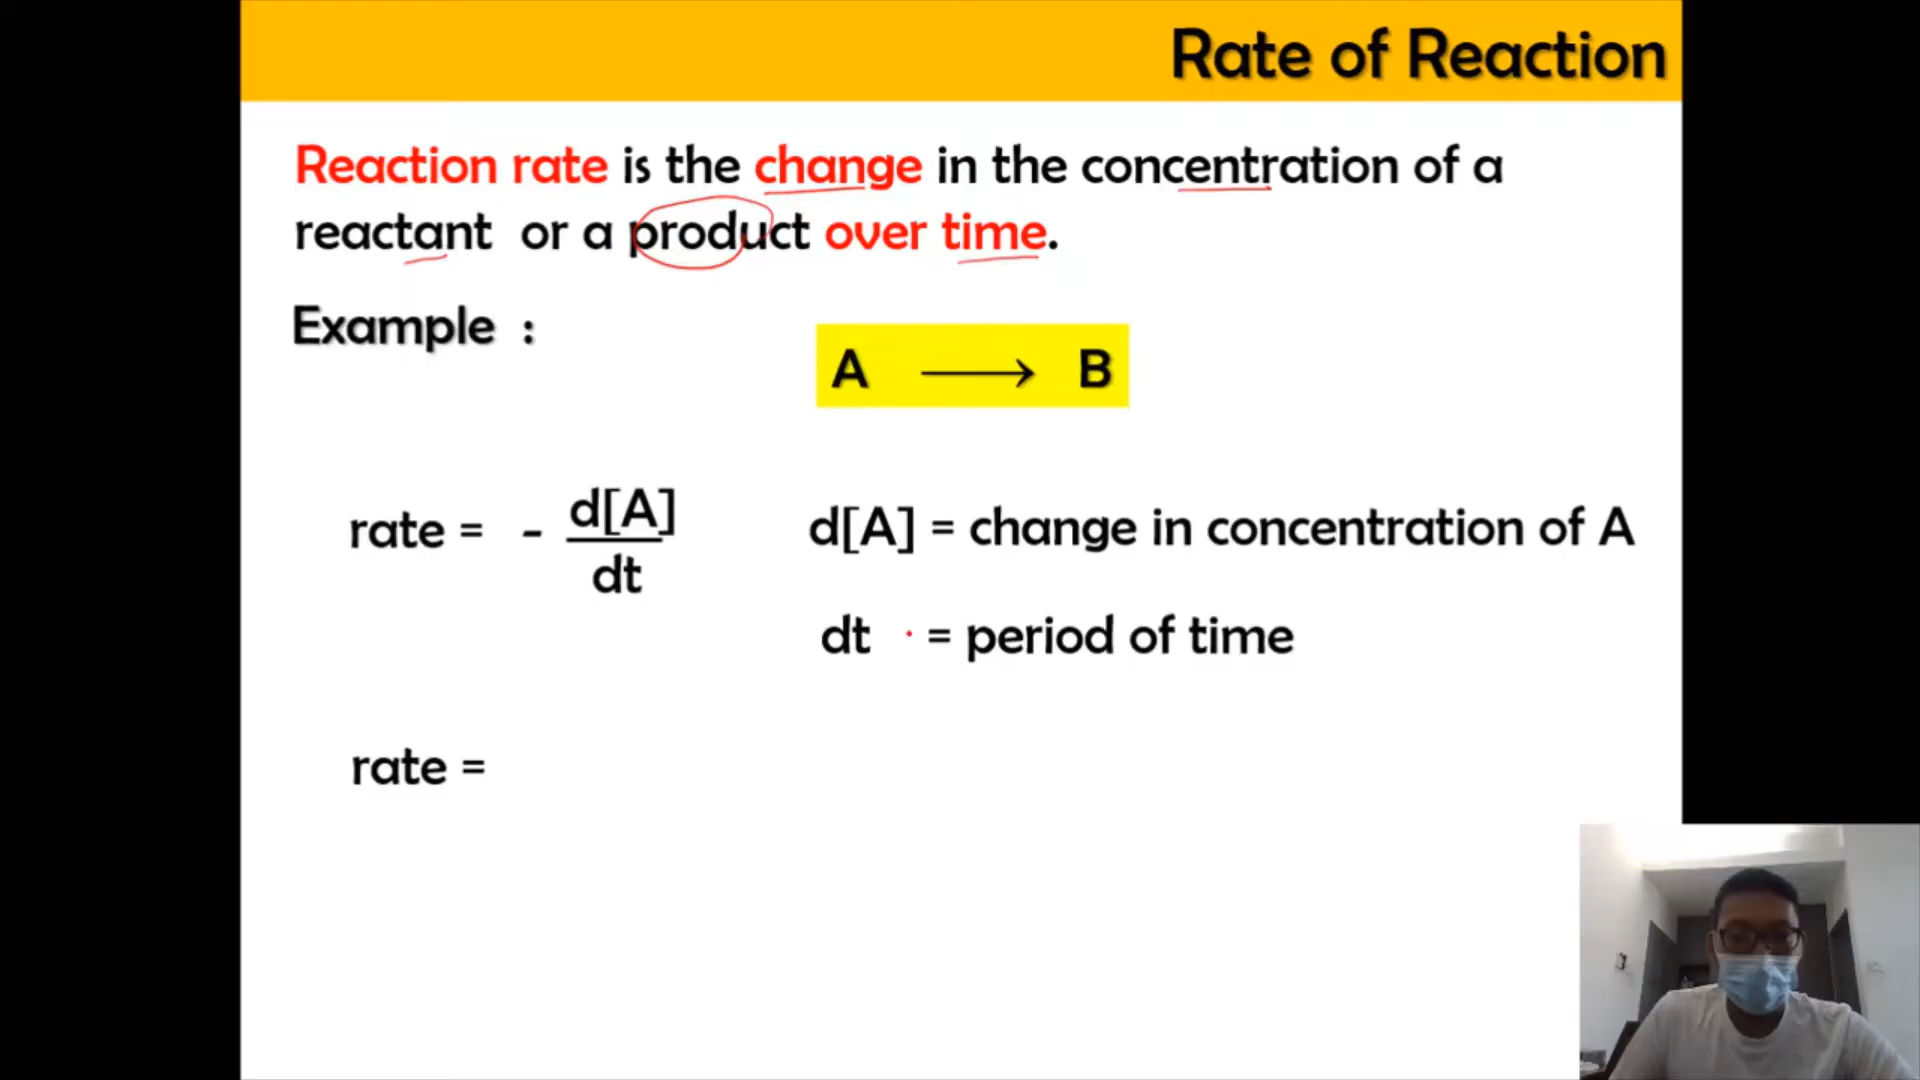 Rate of Reaction
Reaction rate is the change in the concentration of a
reactant or a product over time.
Example :
A ⟶ B
rate = - d[A]
dt
d[A] = change in concentration of A
dt = period of time
rate =